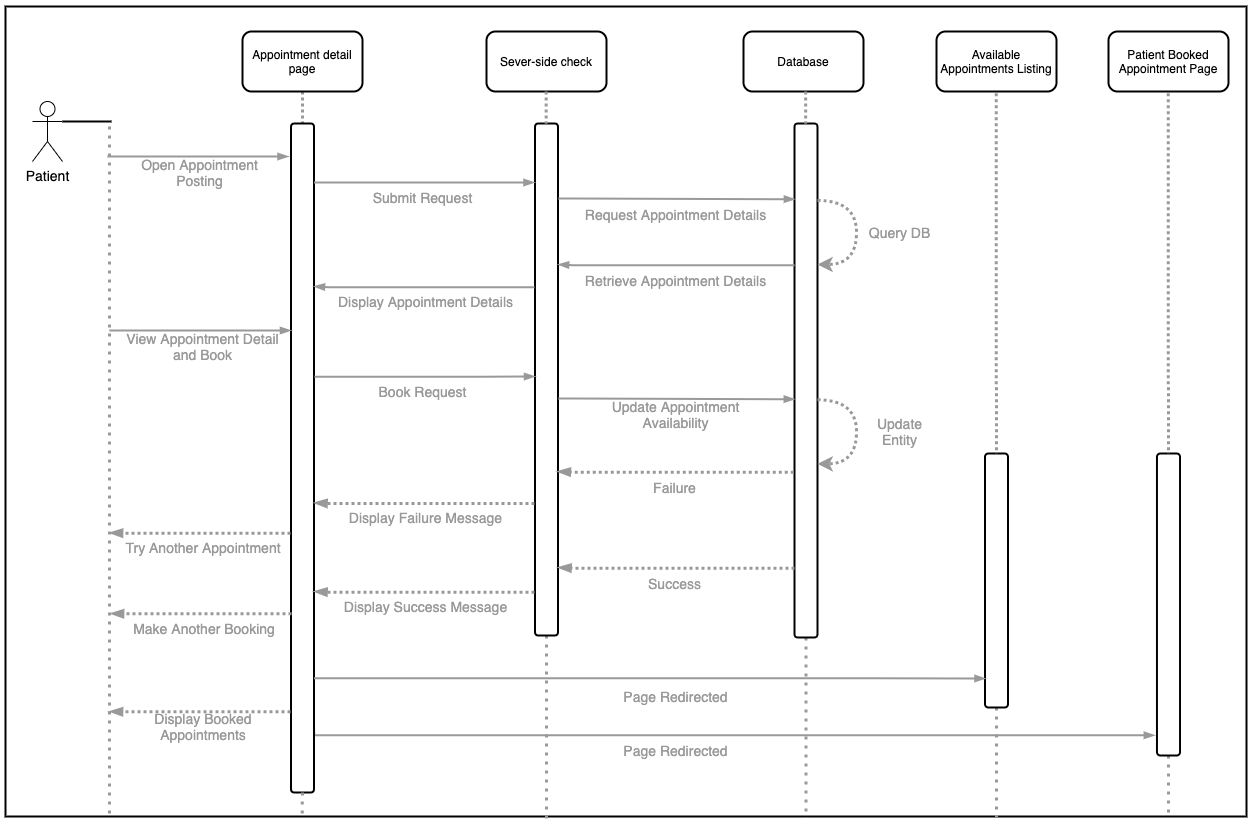 Appointment detail
page
Sever-side check
Database
Available
Appointments Listing
Patient Booked
Appointment Page
Patient
Open Appointment
Posting
Submit Request
Request Appointment Details
Query DB
Retrieve Appointment Details
Display Appointment Details
View Appointment Detail
and Book
Book Request
Update Appointment
Availability
Update
Entity
Failure
Display Failure Message
Try Another Appointment
Success
Display Success Message
Make Another Booking
Page Redirected
Display Booked
Appointments
Page Redirected